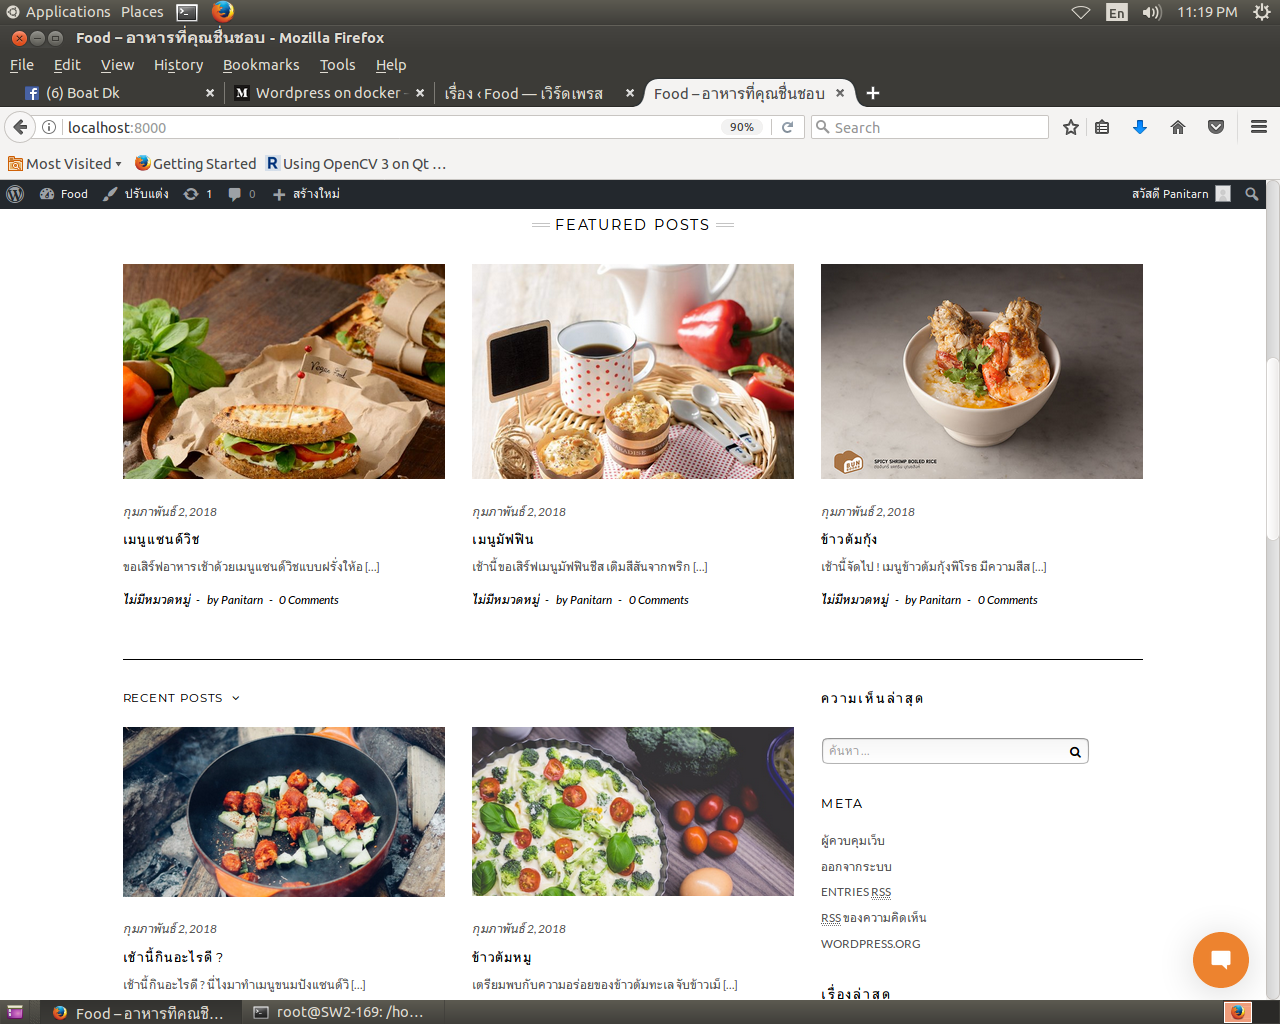 Applications Places En 11:19 PM
Food – อาหารที่คุณชื่นชอบ - Mozilla Firefox
File Edit View History Bookmarks Tools Help
(6) Boat Dk
Wordpress on docker
เรื่อง ‹ Food — เวิร์ดเพรส
Food – อาหารที่คุณชื่นชอบ
localhost:8000 90% Search
Most Visited Getting Started Using OpenCV 3 on Qt ...
Food ปรับแต่ง 1 0 สร้างใหม่ สวัสดี Panitarn
FEATURED POSTS
Vegan Food
SPICY SHRIMP BOILED RICE
กุมภาพันธ์ 2, 2018
เมนูแซนด์วิช
ขอเสิร์ฟอาหารเช้าด้วยเมนูแซนด์วิชแบบฝรั่งให้อ [...]
ไม่มีหมวดหมู่ - by Panitarn - 0 Comments
กุมภาพันธ์ 2, 2018
เมนูมัฟฟิน
เช้านี้ขอเสิร์ฟเมนูมัฟฟินชีส เติมสีสันจากพริก [...]
ไม่มีหมวดหมู่ - by Panitarn - 0 Comments
กุมภาพันธ์ 2, 2018
ข้าวต้มกุ้ง
เช้านี้จัดไป ! เมนูข้าวต้มกุ้งพิโรธ มีความสีส [...]
ไม่มีหมวดหมู่ - by Panitarn - 0 Comments
RECENT POSTS
กุมภาพันธ์ 2, 2018
เช้านี้กินอะไรดี ?
เช้านี้กินอะไรดี ? นี่ไงมาทำเมนูขนมปังแซนด์วิ [...]
กุมภาพันธ์ 2, 2018
ข้าวต้มหมู
เตรียมพบกับความอร่อยของข้าวต้มทะเล จับข้าวเม็ [...]
ความเห็นล่าสุด
ค้นหา ...
META
ผู้ควบคุมเว็บ
ออกจากระบบ
ENTRIES RSS
RSS ของความคิดเห็น
WORDPRESS.ORG
เรื่องล่าสุด
Food – อาหารที่คุณชื่...
root@SW2-169: /ho...